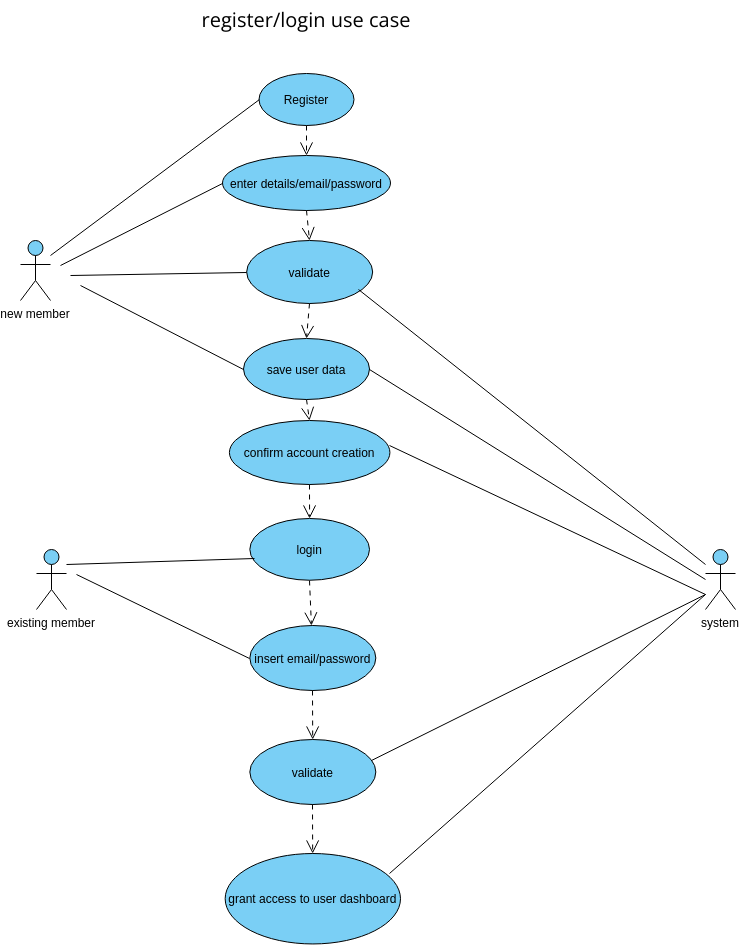 register/login use case
Register
enter details/email/password
validate
new member
save user data
confirm account creation
login
existing member
system
insert email/password
validate
grant access to user dashboard